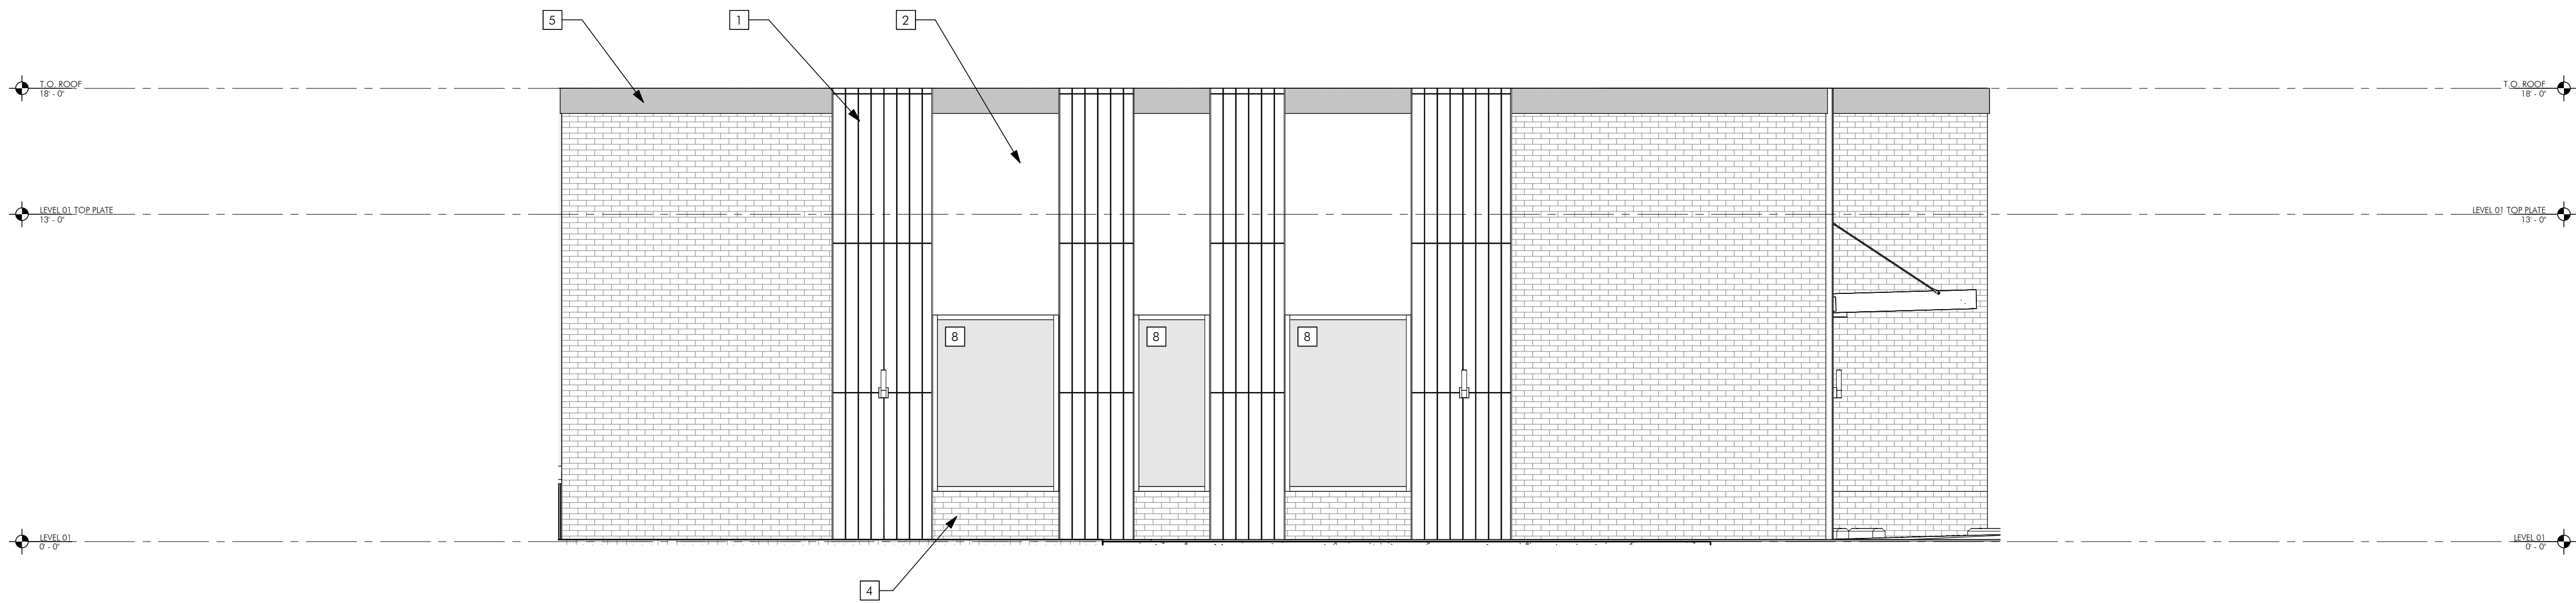 5
1
2
T.O. ROOF
18' - 0"
T.O. ROOF
18' - 0"
LEVEL 01 TOP PLATE
13' - 0"
LEVEL 01 TOP PLATE
13' - 0"
8
8
8
LEVEL 01
0' - 0"
LEVEL 01
0' - 0"
4